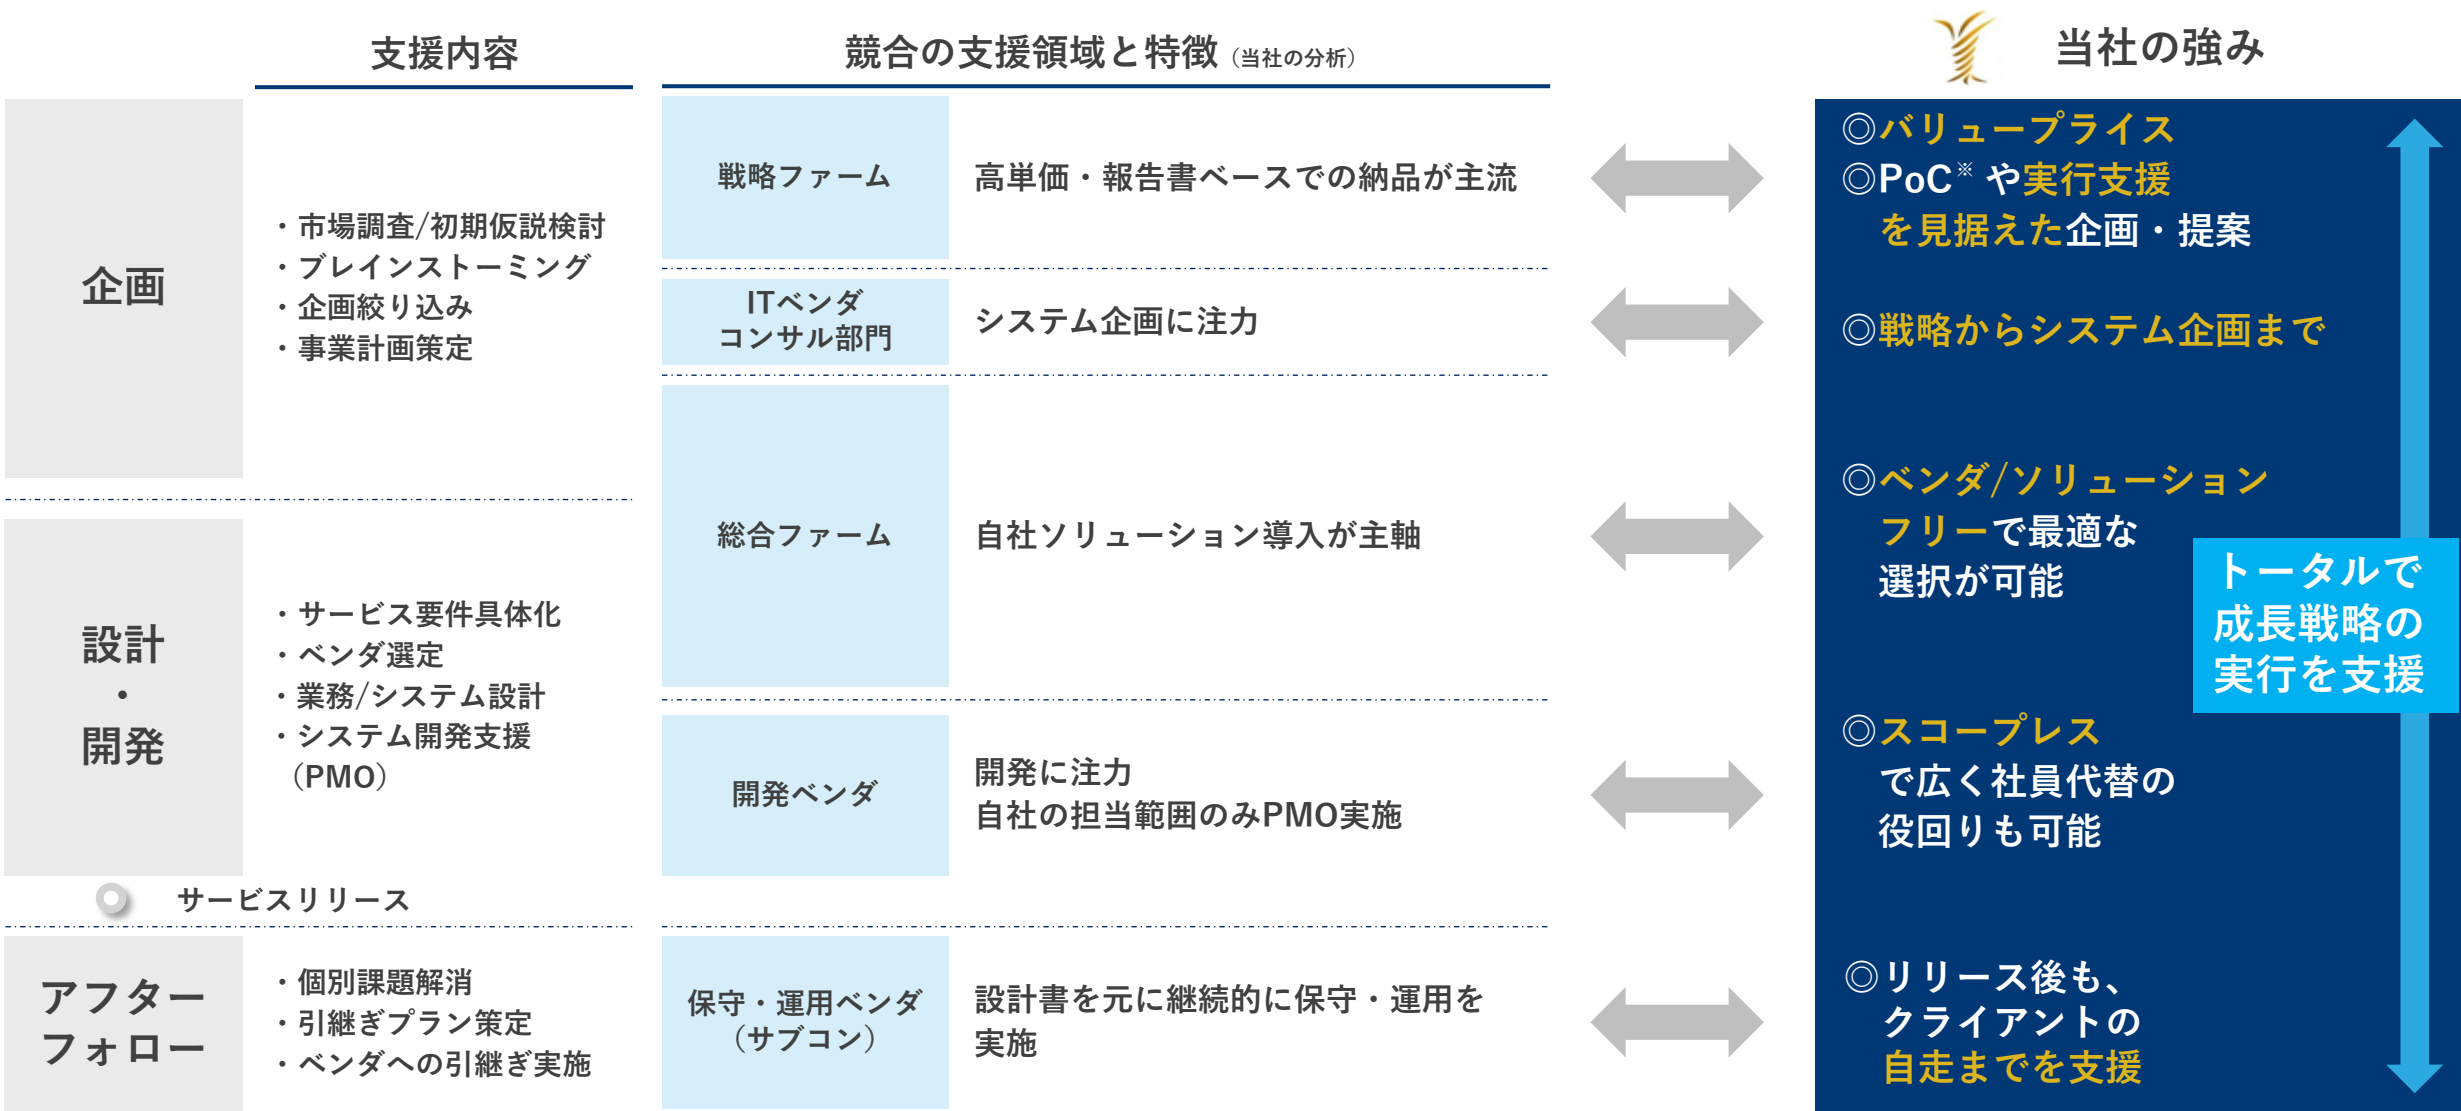 支援内容
競合の支援領域と特徴（当社の分析）
当社の強み
企画
・市場調査/初期仮説検討
・ブレインストーミング
・企画絞り込み
・事業計画策定
戦略ファーム
高単価・報告書ベースでの納品が主流
◎バリュープライス
◎PoC※ や実行支援
を見据えた企画・提案
ITベンダ
コンサル部門
システム企画に注力
◎戦略からシステム企画まで
総合ファーム
自社ソリューション導入が主軸
◎ベンダ/ソリューション
フリーで最適な
選択が可能
設計
・
開発
・サービス要件具体化
・ベンダ選定
・業務/システム設計
・システム開発支援
（PMO）
開発ベンダ
開発に注力
自社の担当範囲のみPMO実施
◎スコープレス
で広く社員代替の
役回りも可能
トータルで
成長戦略の
実行を支援
サービスリリース
アフター
フォロー
・個別課題解消
・引継ぎプラン策定
・ベンダへの引継ぎ実施
保守・運用ベンダ
（サブコン）
設計書を元に継続的に保守・運用を
実施
◎リリース後も、
クライアントの
自走までを支援